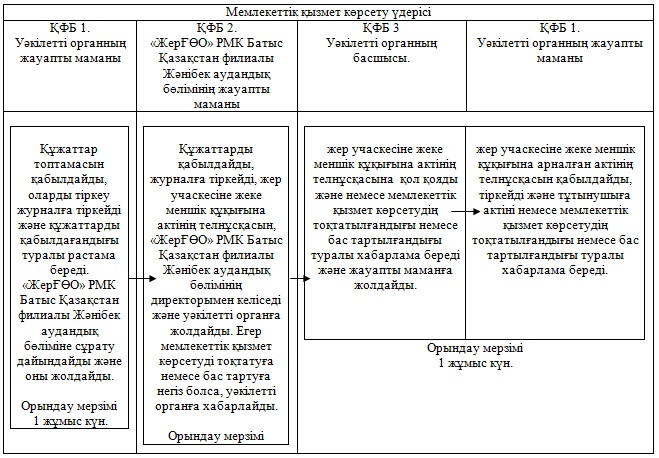 Мемлекеттік қызмет көрсету үдерісі
ҚФБ 1.
Уәкілетті органның
жауапты маманы
ҚФБ 2.
«ЖерҒӨО» РМК Батыс
Қазақстан филиалы
Жәнібек аудандық
бөлімінің жауапты
маманы
ҚФБ 3
Уәкілетті органның
басшысы.
ҚФБ 1.
Уәкілетті органның жауапты
маманы
Құжаттар
топтамасын
қабылдайды,
оларды тіркеу
журналға тіркейді
және құжаттарды
қабылдағандығы
туралы растама
береді.
«ЖерҒӨО» РМК
Батыс Қазақстан
филиалы Жәнібек
аудандық
бөліміне сұрату
дайындайды және
оны жолдайды.
Орындау мерзімі
1 жұмыс күн.
Құжаттарды
қабылдайды,
журналға тіркейді, жер
учаскесіне жеке
меншік құқығына
актінің телнұсқасын,
«ЖерҒӨО» РМК Батыс
Қазақстан филиалы
Жәнібек аудандық
бөлімінің
директорымен келіседі
және уәкілетті органға
жолдайды. Егер
мемлекеттік қызмет
көрсетуді тоқтатуға
немесе бас тартуға
негіз болса, уәкілетті
органға хабарлайды.
Орындау мерзімі
жер учаскесіне жеке
меншік құқығына актінің
телнұсқасына қол қояды
және немесе мемлекеттік
қызмет көрсетудің
тоқтатылғандығы немесе
бас тартылғандығы
туралы хабарлама береді
және жауапты маманға
жолдайды.
жер учаскесіне жеке меншік
құқығына арналған актінің
телнұсқасын қабылдайды,
тіркейді және тұтынушыға
актіні немесе мемлекеттік
қызмет көрсетудің
тоқтатылғандығы немесе бас
тартылғандығы туралы
хабарлама береді.
Орындау мерзімі
1 жұмыс күн.